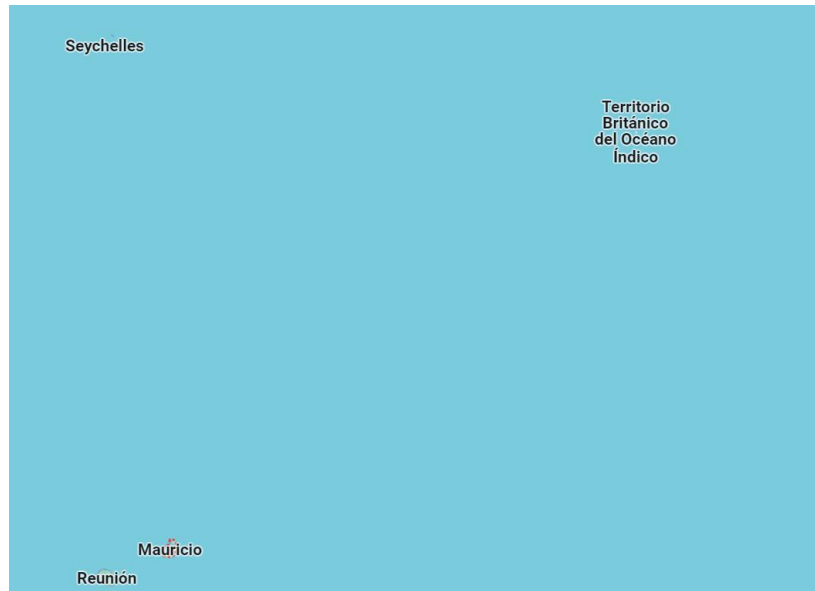 Seychelles
Territorio
Británico
del Océano
Índico
Mauricio
Reunión